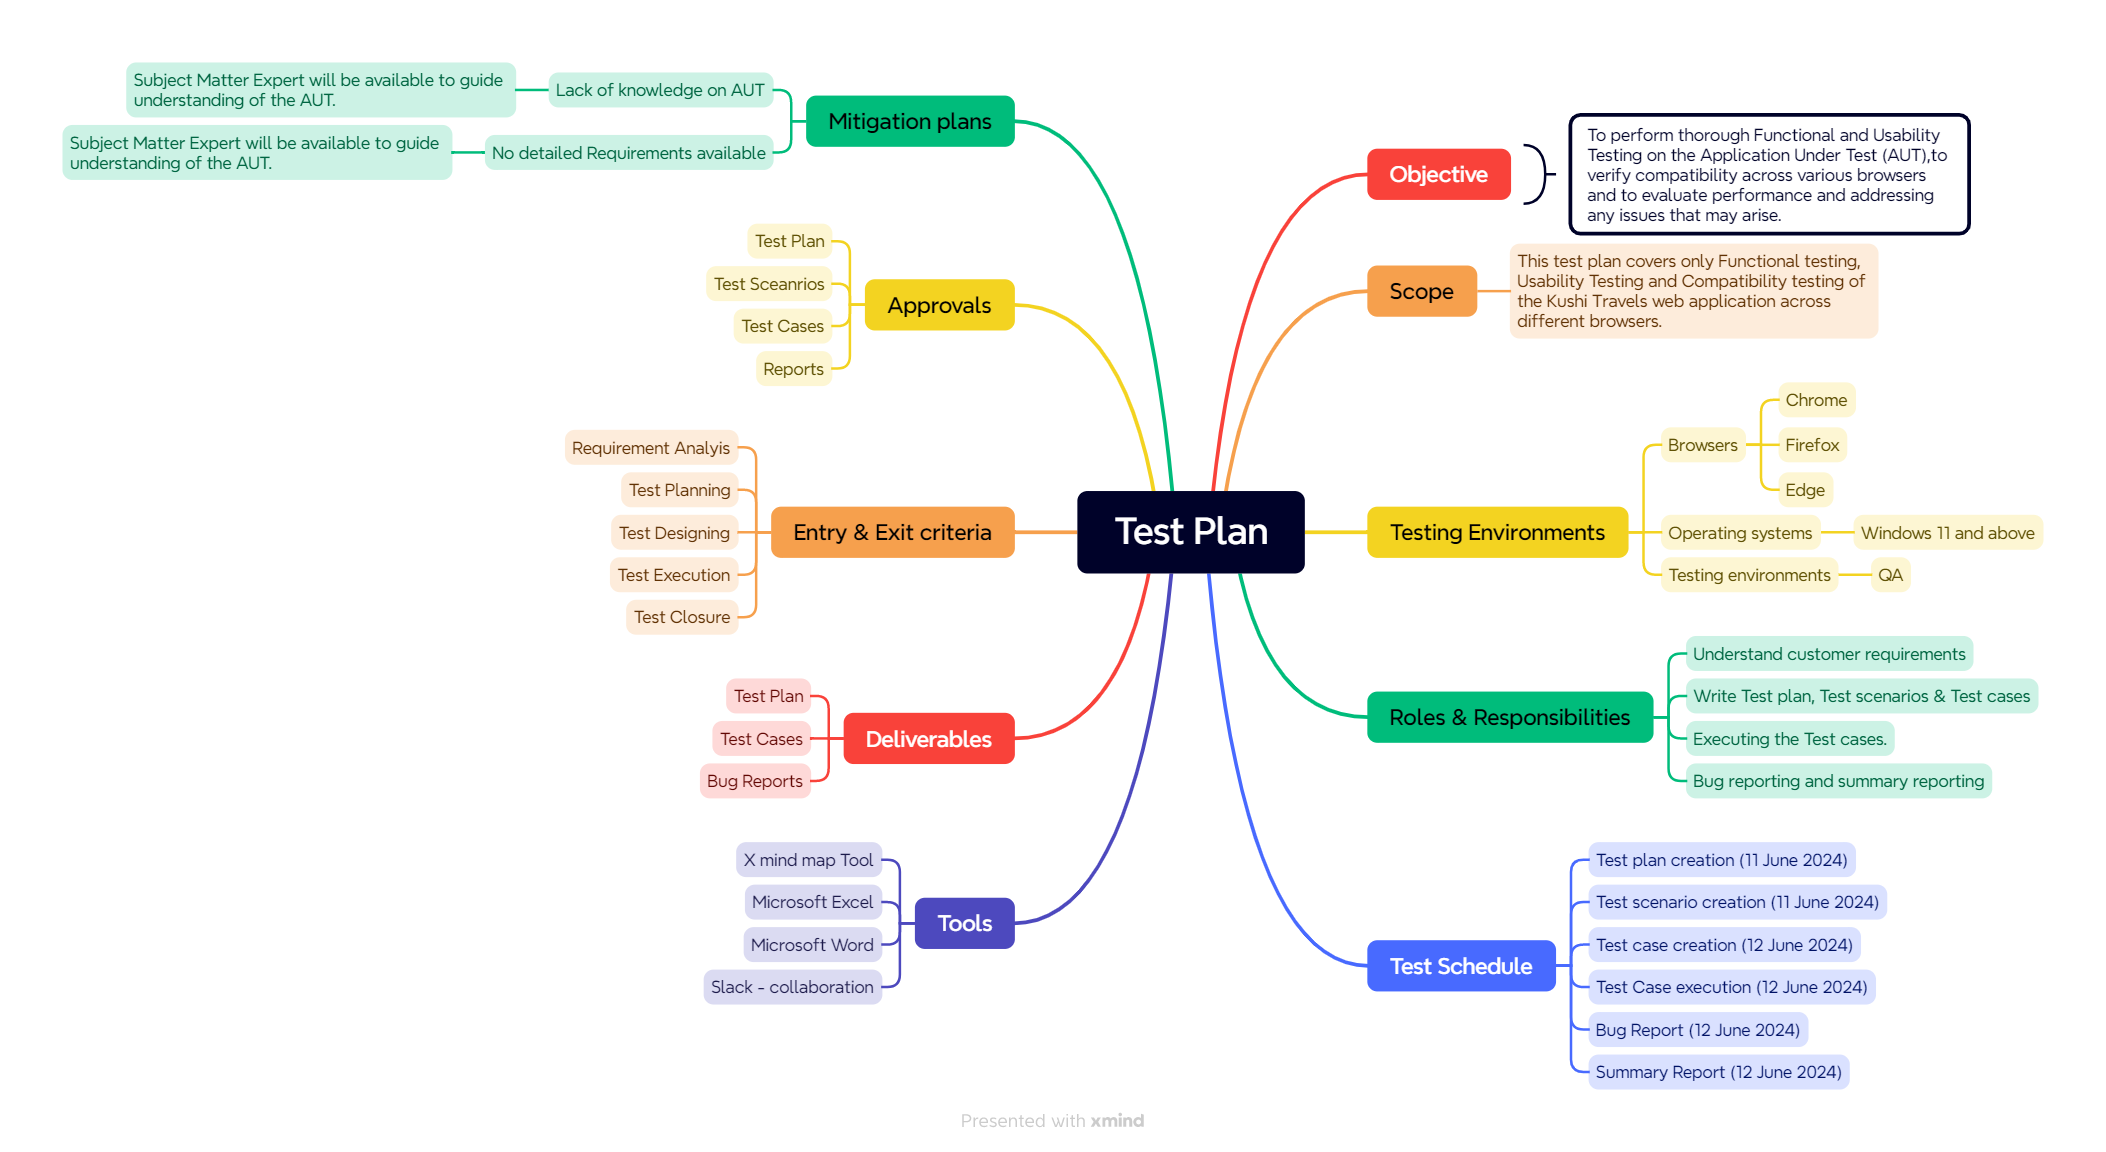 Test Plan
Objective
To perform thorough Functional and Usability
Testing on the Application Under Test (AUT),to
verify compatibility across various browsers
and to evaluate performance and addressing
any issues that may arise.
Scope
This test plan covers only Functional testing,
Usability Testing and Compatibility testing of
the Kushi Travels web application across
different browsers.
Testing Environments
Browsers
Chrome
Firefox
Edge
Operating systems
Windows 11 and above
Testing environments
QA
Roles & Responsibilities
Understand customer requirements
Write Test plan, Test scenarios & Test cases
Executing the Test cases.
Bug reporting and summary reporting
Test Schedule
Test plan creation (11 June 2024)
Test scenario creation (11 June 2024)
Test case creation (12 June 2024)
Test Case execution (12 June 2024)
Bug Report (12 June 2024)
Summary Report (12 June 2024)
Mitigation plans
Lack of knowledge on AUT
Subject Matter Expert will be available to guide
understanding of the AUT.
No detailed Requirements available
Subject Matter Expert will be available to guide
understanding of the AUT.
Approvals
Test Plan
Test Sceanrios
Test Cases
Reports
Entry & Exit criteria
Requirement Analyis
Test Planning
Test Designing
Test Execution
Test Closure
Deliverables
Test Plan
Test Cases
Bug Reports
Tools
X mind map Tool
Microsoft Excel
Microsoft Word
Slack - collaboration
Presented with xmind